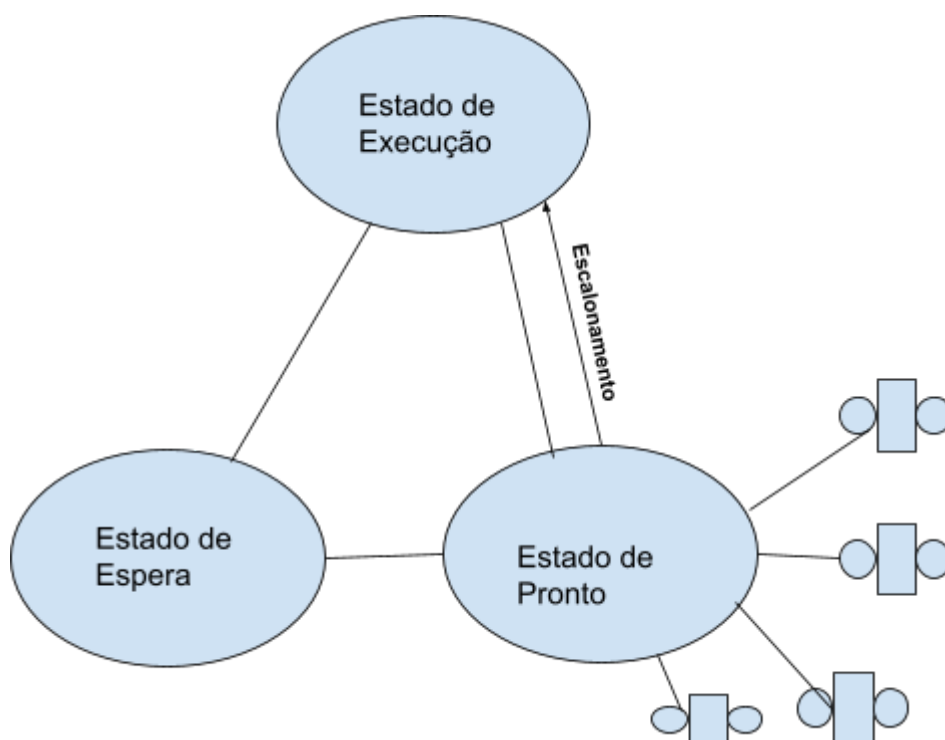 Estado de
Execução
Escalonamento
Estado de
Espera
Estado de
Pronto